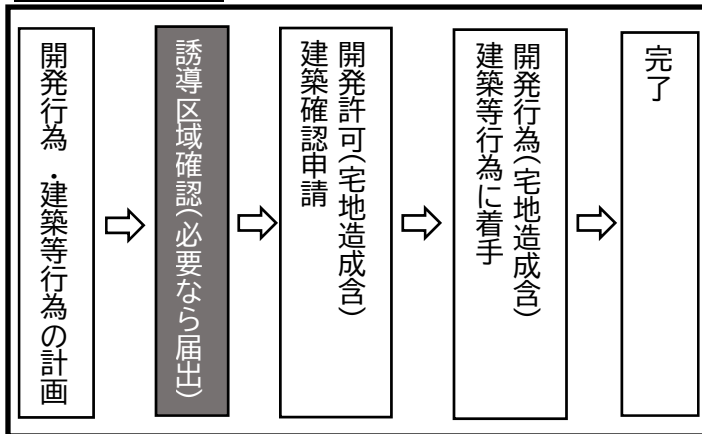 開発行為・建築等行為の計画
誘導区域確認(必要なら届出)
開発許可(宅地造成含)
建築確認申請
開発行為(宅地造成含)
建築等行為に着手
完了